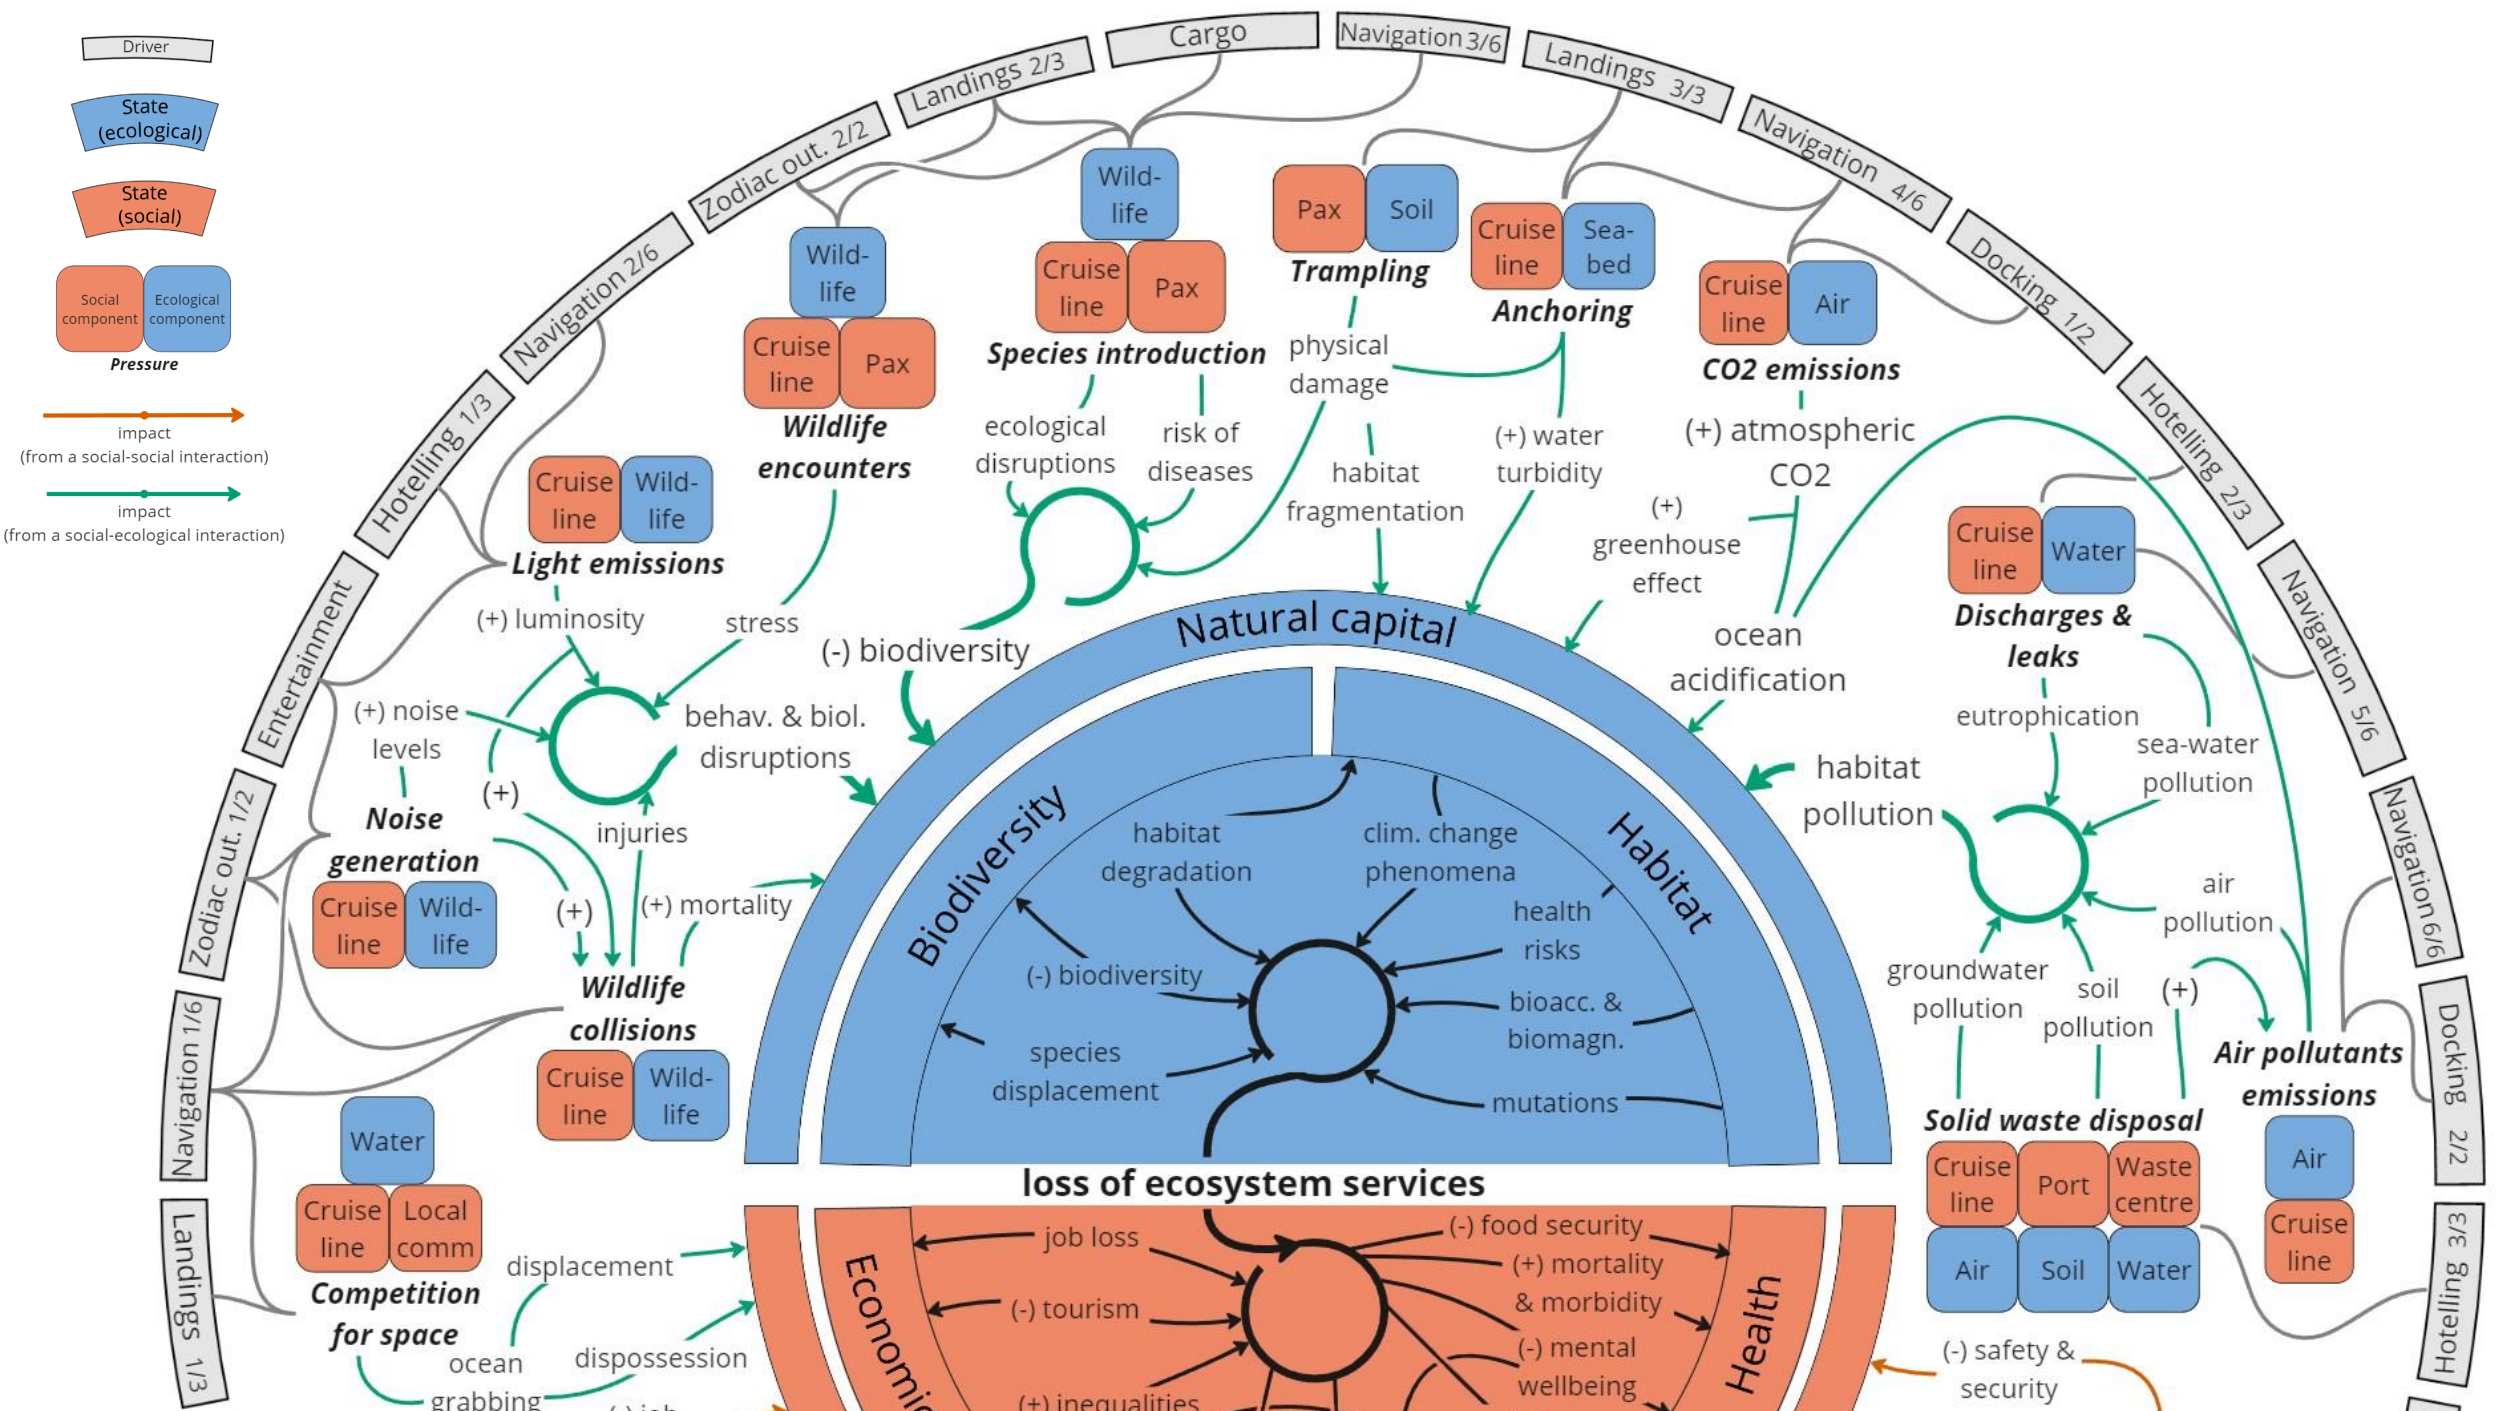 Driver
State
(ecological)
State
(social)
Social
component
Ecological
component
Pressure
impact
(from a social-social interaction)
impact
(from a social-ecological interaction)
Landings 1/3
Navigation 1/6
Zodiac out. 1/2
Entertainment
Hotelling 1/3
Navigation 2/6
Zodiac out. 2/2
Landings 2/3
Cargo
Navigation 3/6
Landings 3/3
Navigation 4/6
Docking 1/2
Hotelling 2/3
Navigation 5/6
Navigation 6/6
Docking 2/2
Hotelling 3/3
Wild-
life
Cruise
line
Pax
Wildlife
encounters
stress
Wild-
life
Cruise
line
Pax
Species introduction
ecological
disruptions
risk of
diseases
(-) biodiversity
Pax
Soil
Trampling
physical
damage
habitat
fragmentation
Cruise
line
Sea-
bed
Anchoring
(+) water
turbidity
Cruise
line
Air
CO2 emissions
(+) atmospheric
CO2
(+)
greenhouse
effect
ocean
acidification
Cruise
line
Water
Discharges &
leaks
eutrophication
sea-water
pollution
habitat
pollution
air
pollution
groundwater
pollution
soil
pollution
(+)
Air pollutants
emissions
Air
Cruise
line
Solid waste disposal
Cruise
line
Port
Waste
centre
Air
Soil
Water
(-) safety &
security
Cruise
line
Wild-
life
Light emissions
(+) luminosity
(+) noise
levels
behav. & biol.
disruptions
(+)
Noise
generation
Cruise
line
Wild-
life
injuries
(+)
(+) mortality
Wildlife
collisions
Cruise
line
Wild-
life
Water
Cruise
line
Local
comm
Competition
for space
displacement
ocean
grabbing
dispossession
Natural capital
Biodiversity
Habitat
habitat
degradation
clim. change
phenomena
health
risks
(-) biodiversity
bioacc. &
biomagn.
species
displacement
mutations
loss of ecosystem services
Economic
Health
job loss
(-) tourism
(+) inequalities
(-) food security
(+) mortality
& morbidity
(-) mental
wellbeing